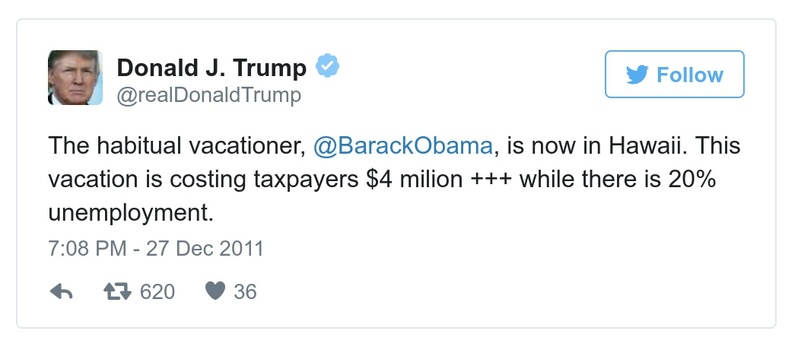 Donald J. Trump
@realDonaldTrump
Follow
The habitual vacationer, @BarackObama, is now in Hawaii. This
vacation is costing taxpayers $4 milion +++ while there is 20%
unemployment.
7:08 PM - 27 Dec 2011
620 36